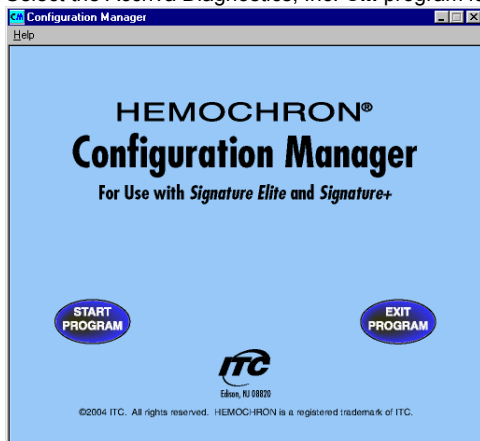 CM Configuration Manager
Help
HEMOCHRON®
Configuration Manager
For Use with Signature Elite and Signature+
START
PROGRAM
EXIT
PROGRAM
ITC
Edison, NJ 08820
©2004 ITC. All rights reserved. HEMOCHRON is a registered trademark of ITC.